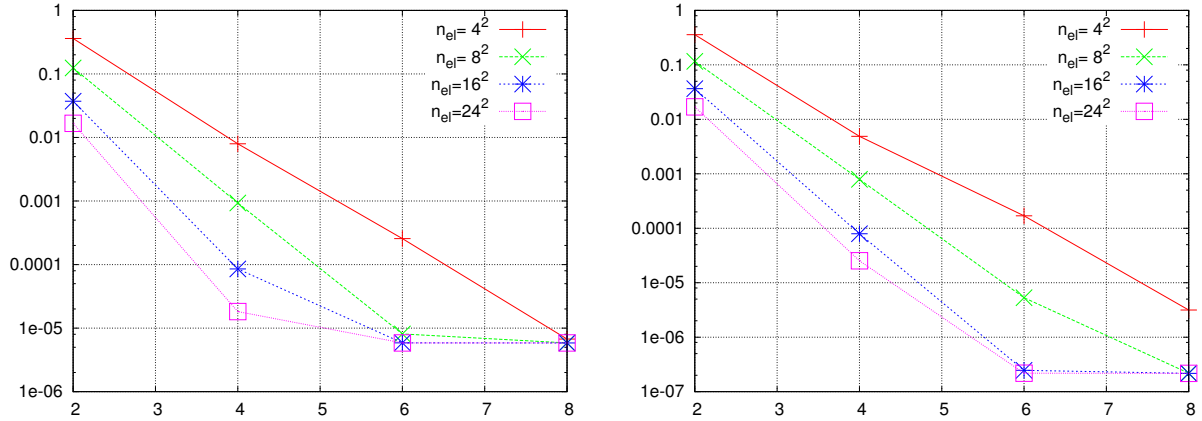 1
0.1
0.01
0.001
0.0001
1e-05
1e-06
2 3 4 5 6 7 8
n_el= 4^2
n_el= 8^2
n_el=16^2
n_el=24^2
1
0.1
0.01
0.001
0.0001
1e-05
1e-06
1e-07
2 3 4 5 6 7 8
n_el= 4^2
n_el= 8^2
n_el=16^2
n_el=24^2